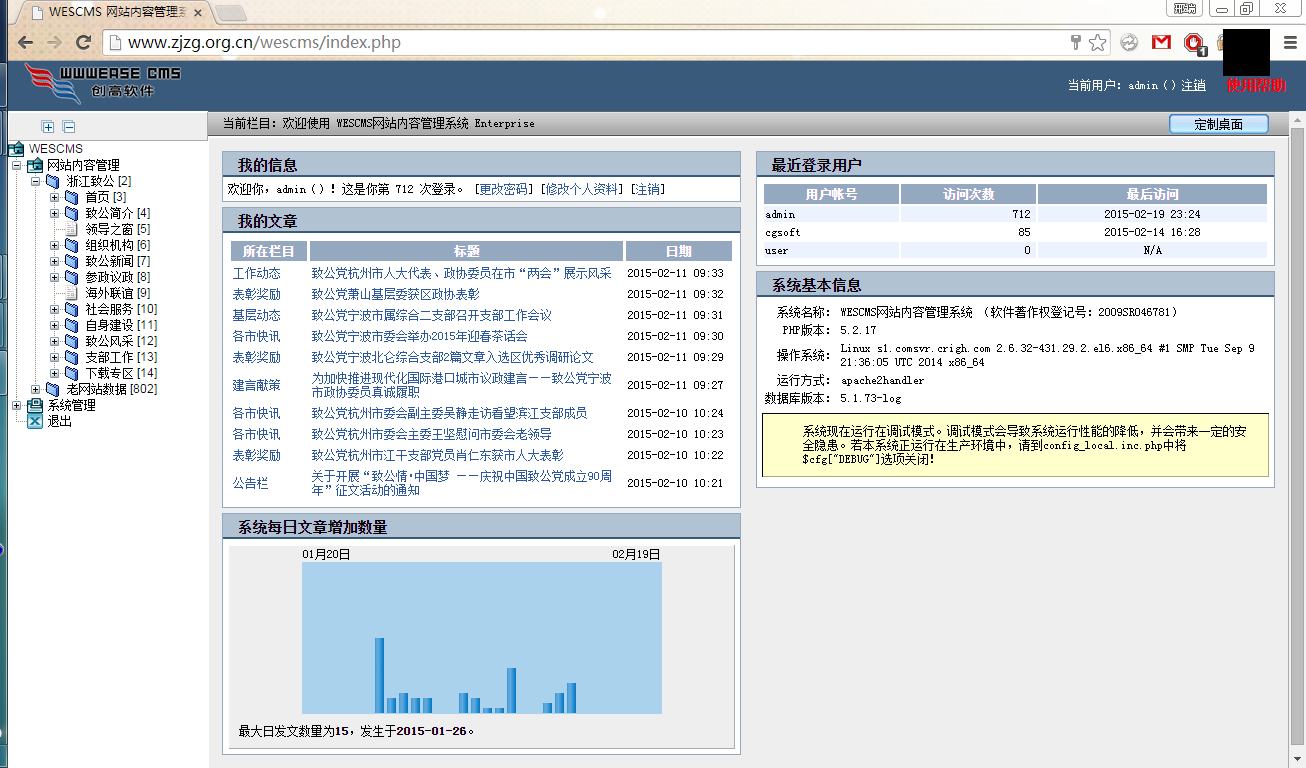 WESCMS 网站内容管理系
www.zjzg.org.cn/wescms/index.php
1
WWWEASE CMS
创高软件
当前用户：admin（）注销
使用帮助
当前栏目：欢迎使用 WESCMS网站内容管理系统 Enterprise
定制桌面
WESCMS
网站内容管理
浙江致公 [2]
首页 [3]
致公简介 [4]
领导之窗 [5]
组织机构 [6]
致公新闻 [7]
参政议政 [8]
海外联谊 [9]
社会服务 [10]
自身建设 [11]
致公风采 [12]
支部工作 [13]
下载专区 [14]
老网站数据 [802]
系统管理
退出
我的信息
欢迎你，admin（）！这是你第 712 次登录。 [更改密码] [修改个人资料] [注销]
我的文章
所在栏目 标题 日期
工作动态 致公党杭州市人大代表、政协委员在市“两会”展示风采 2015-02-11 09:33
表彰奖励 致公党萧山基层委获区政协表彰 2015-02-11 09:32
基层动态 致公党宁波市属综合二支部召开支部工作会议 2015-02-11 09:31
各市快讯 致公党宁波市委会举办2015年迎春茶话会 2015-02-11 09:30
表彰奖励 致公党宁波北仑综合支部2篇文章入选区优秀调研论文 2015-02-11 09:29
建言献策 为加快推进现代化国际港口城市议政建言——致公党宁波 2015-02-11 09:27
市政协委员真诚履职
各市快讯 致公党杭州市委会副主委吴静走访看望滨江支部成员 2015-02-10 10:24
各市快讯 致公党杭州市委会主委王坚慰问市委会老领导 2015-02-10 10:23
表彰奖励 致公党杭州市江干支部党员肖仁东获市人大表彰 2015-02-10 10:22
公告栏 关于开展“致公情·中国梦 ——庆祝中国致公党成立90周 2015-02-10 10:21
年”征文活动的通知
系统每日文章增加数量
01月20日 02月19日
最大日发文数量为15，发生于2015-01-26。
最近登录用户
用户帐号 访问次数 最后访问
admin 712 2015-02-19 23:24
cgsoft 85 2015-02-14 16:28
user 0 N/A
系统基本信息
系统名称： WESCMS网站内容管理系统 （软件著作权登记号：2009SR046781）
PHP版本： 5.2.17
操作系统： Linux s1.comsvr.crigh.com 2.6.32-431.29.2.el6.x86_64 #1 SMP Tue Sep 9
21:36:05 UTC 2014 x86_64
运行方式： apache2handler
数据库版本： 5.1.73-log
系统现在运行在调试模式。调试模式会导致系统运行性能的降低，并会带来一定的安
全隐患。若本系统正运行在生产环境中，请到config_local.inc.php中将
$cfg["DEBUG"]选项关闭！